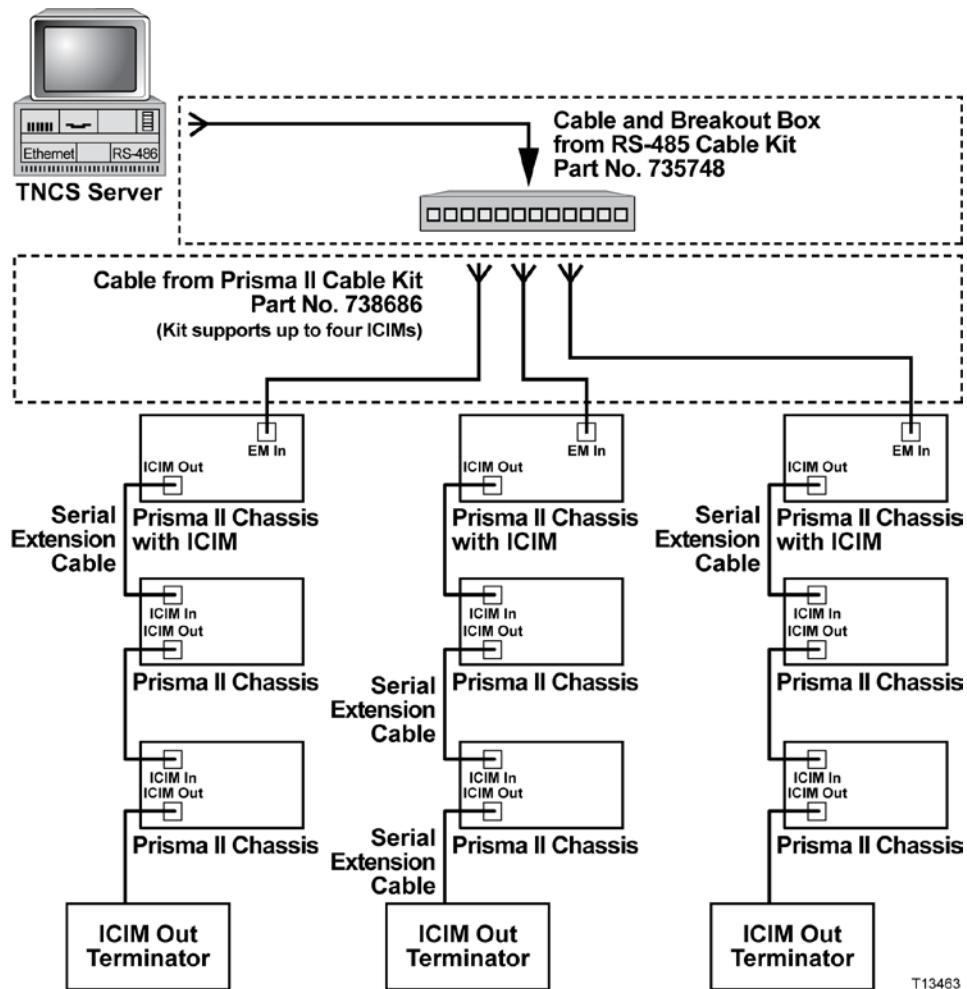 Ethernet
RS-486
TNCS Server
Cable and Breakout Box
from RS-485 Cable Kit
Part No. 735748
Cable from Prisma II Cable Kit
Part No. 738686
(Kit supports up to four ICIMs)
EM In
ICIM Out
Prisma II Chassis
with ICIM
Serial
Extension
Cable
ICIM In
ICIM Out
Prisma II Chassis
ICIM In
ICIM Out
Prisma II Chassis
ICIM Out
Terminator
EM In
ICIM Out
Prisma II Chassis
with ICIM
ICIM In
ICIM Out
Prisma II Chassis
Serial
Extension
Cable
ICIM In
ICIM Out
Prisma II Chassis
Serial
Extension
Cable
ICIM Out
Terminator
EM In
ICIM Out
Prisma II Chassis
with ICIM
Serial
Extension
Cable
ICIM In
ICIM Out
Prisma II Chassis
ICIM In
ICIM Out
Prisma II Chassis
ICIM Out
Terminator
T13463